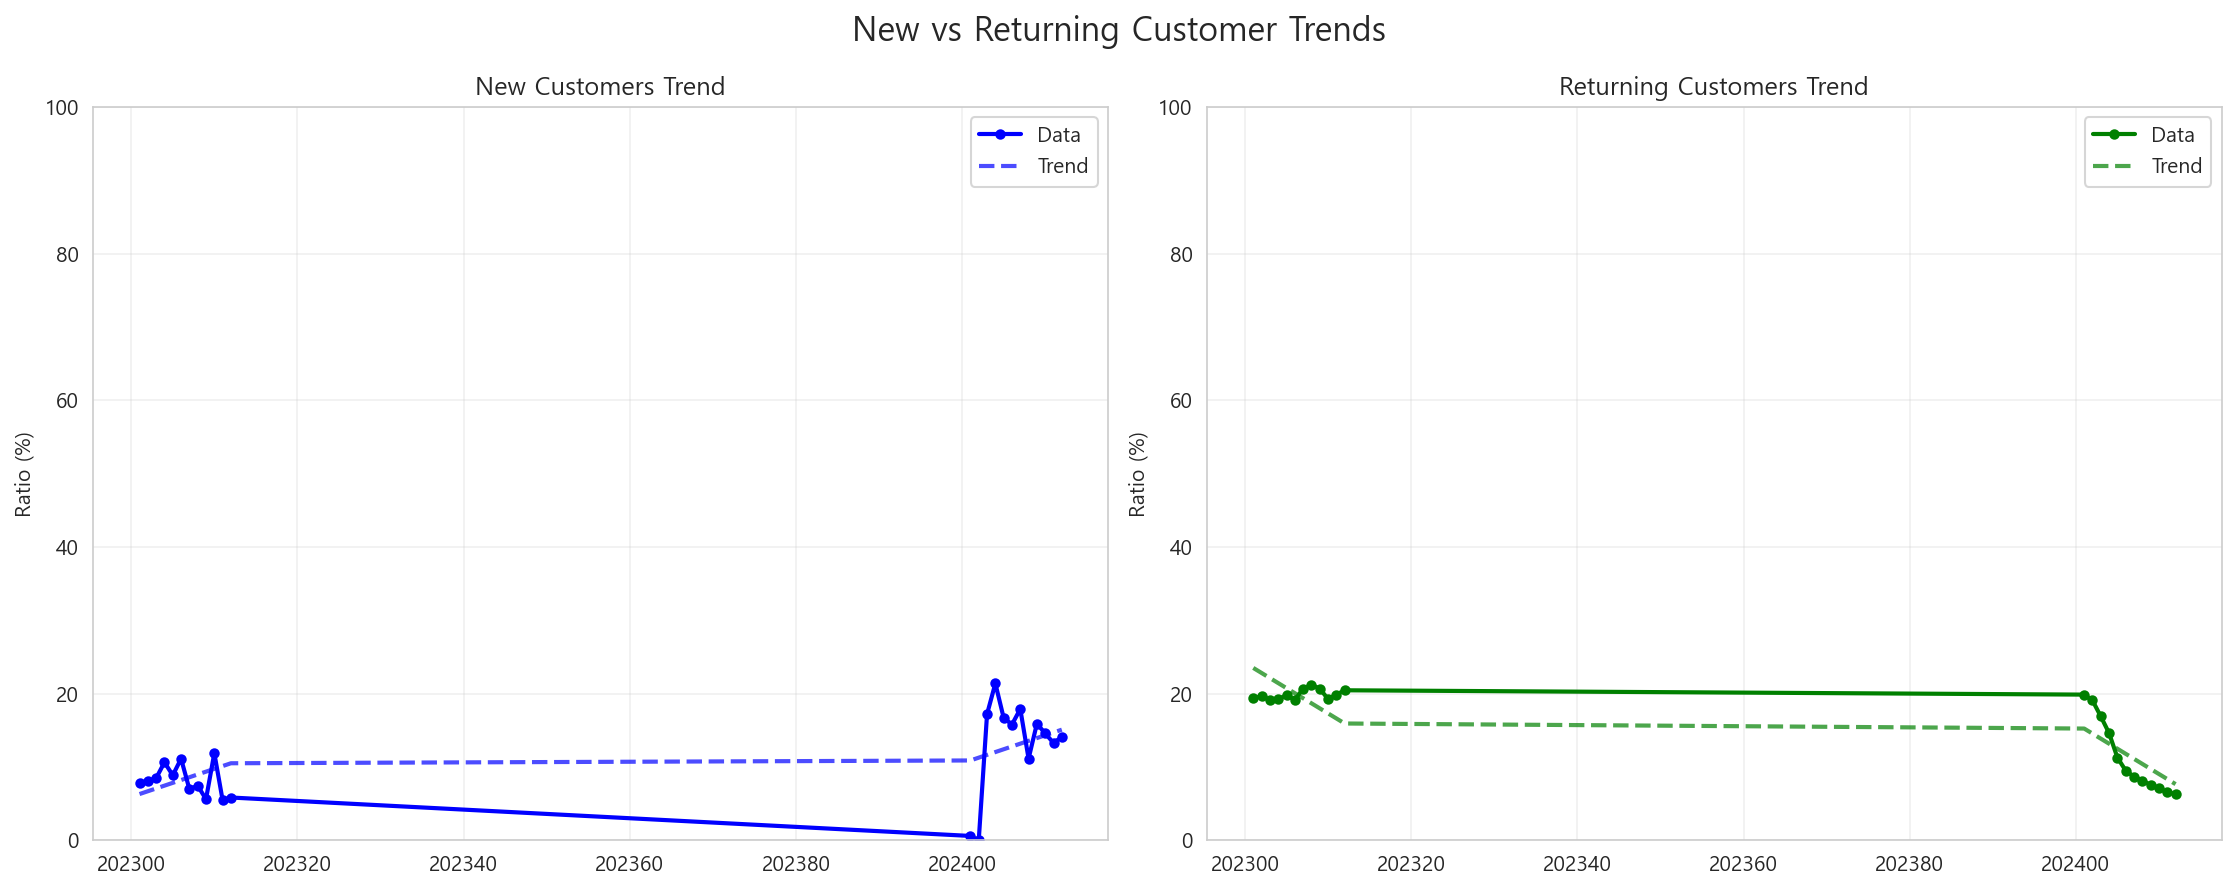 New vs Returning Customer Trends
New Customers Trend
100
80
60
40
20
0
Ratio (%)
Data
Trend
202300 202320 202340 202360 202380 202400
Returning Customers Trend
100
80
60
40
20
0
Ratio (%)
Data
Trend
202300 202320 202340 202360 202380 202400